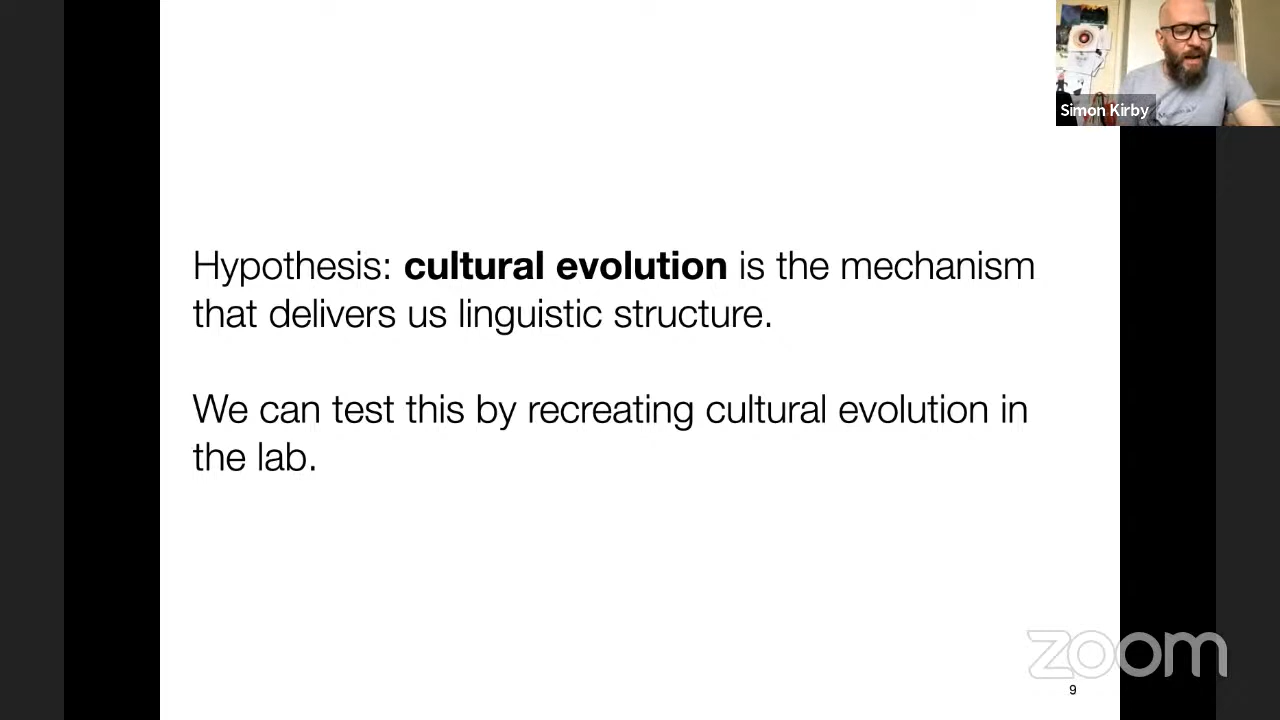 Simon Kirby
Hypothesis: cultural evolution is the mechanism
that delivers us linguistic structure.
We can test this by recreating cultural evolution in
the lab.
zoom
9